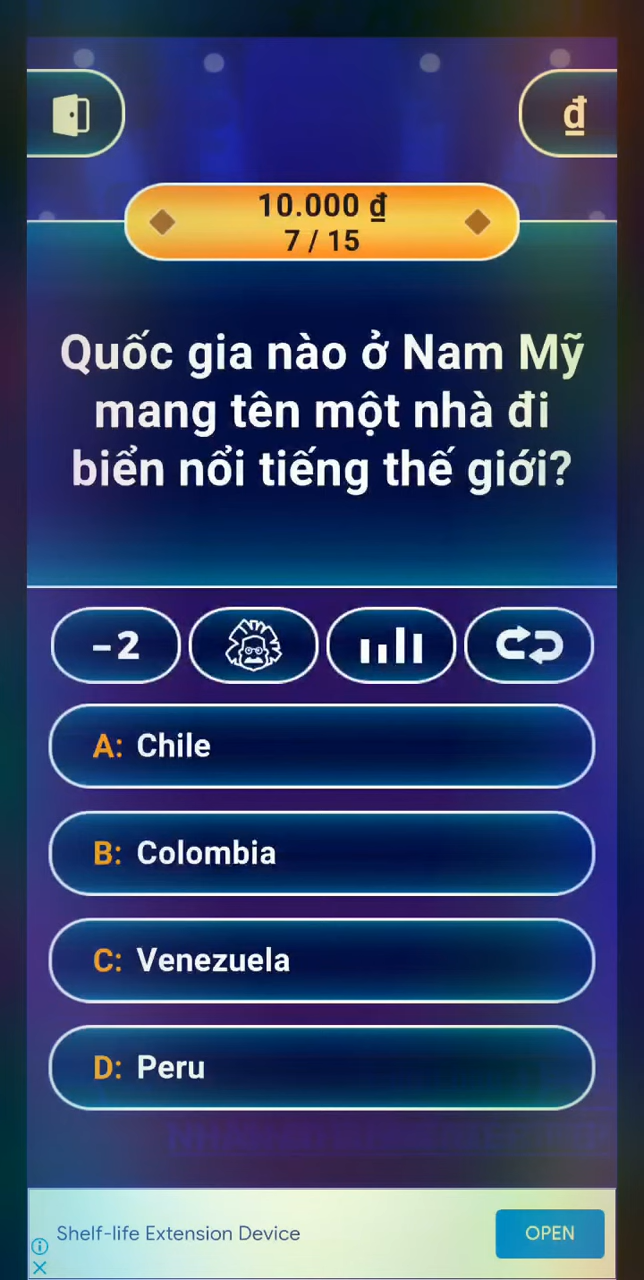 đ
10.000 đ
7 / 15
Quốc gia nào ở Nam Mỹ
mang tên một nhà đi
biển nổi tiếng thế giới?
–2
A: Chile
B: Colombia
C: Venezuela
D: Peru
Shelf-life Extension Device
OPEN